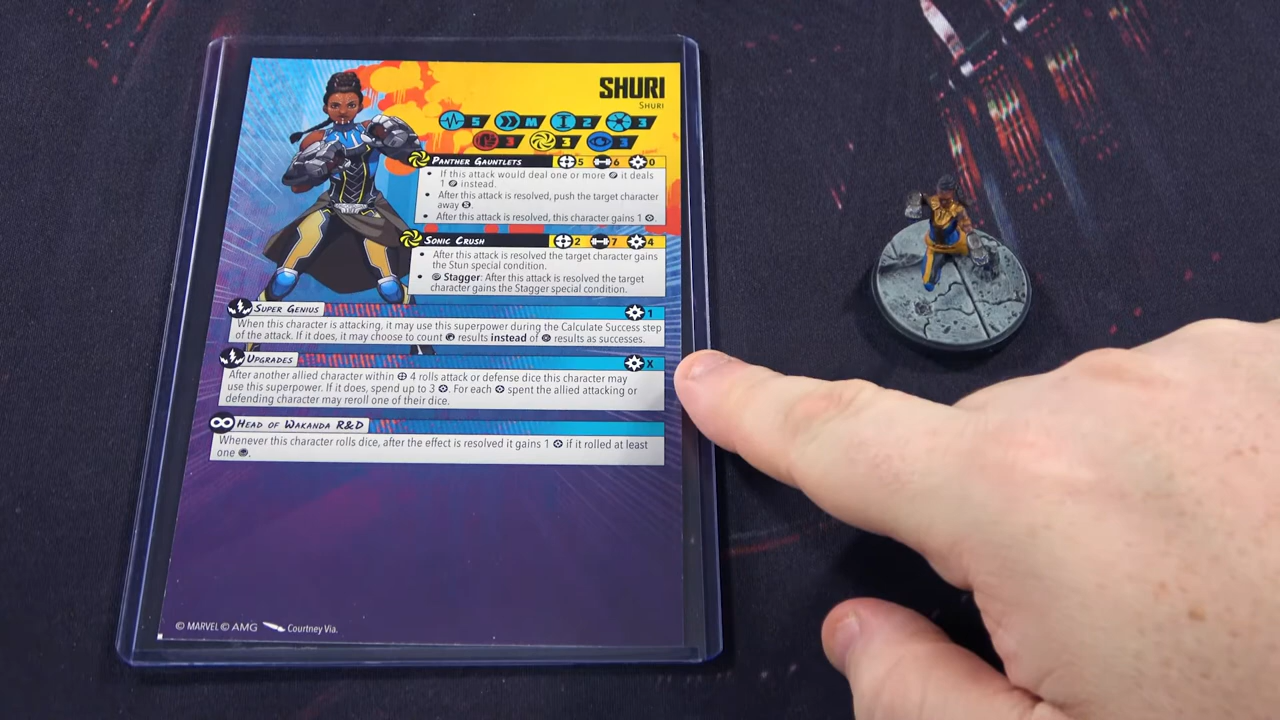 SHURI
SHURI
5 M 2 3
3 3 3
PANTHER GAUNTLETS 5 6 0
• If this attack would deal one or more it deals
1 instead.
• After this attack is resolved, push the target character
away S.
• After this attack is resolved, this character gains 1 .
SONIC CRUSH 2 7 4
• After this attack is resolved the target character gains
the Stun special condition.
• Stagger: After this attack is resolved the target
character gains the Stagger special condition.
SUPER GENIUS 1
When this character is attacking, it may use this superpower during the Calculate Success step
of the attack. If it does, it may choose to count results instead of results as successes.
UPGRADES X
After another allied character within 4 rolls attack or defense dice this character may
use this superpower. If it does, spend up to 3 . For each spent the allied attacking or
defending character may reroll one of their dice.
HEAD OF WAKANDA R&D
Whenever this character rolls dice, after the effect is resolved it gains 1 if it rolled at least
one .
© MARVEL © AMG Courtney Via.